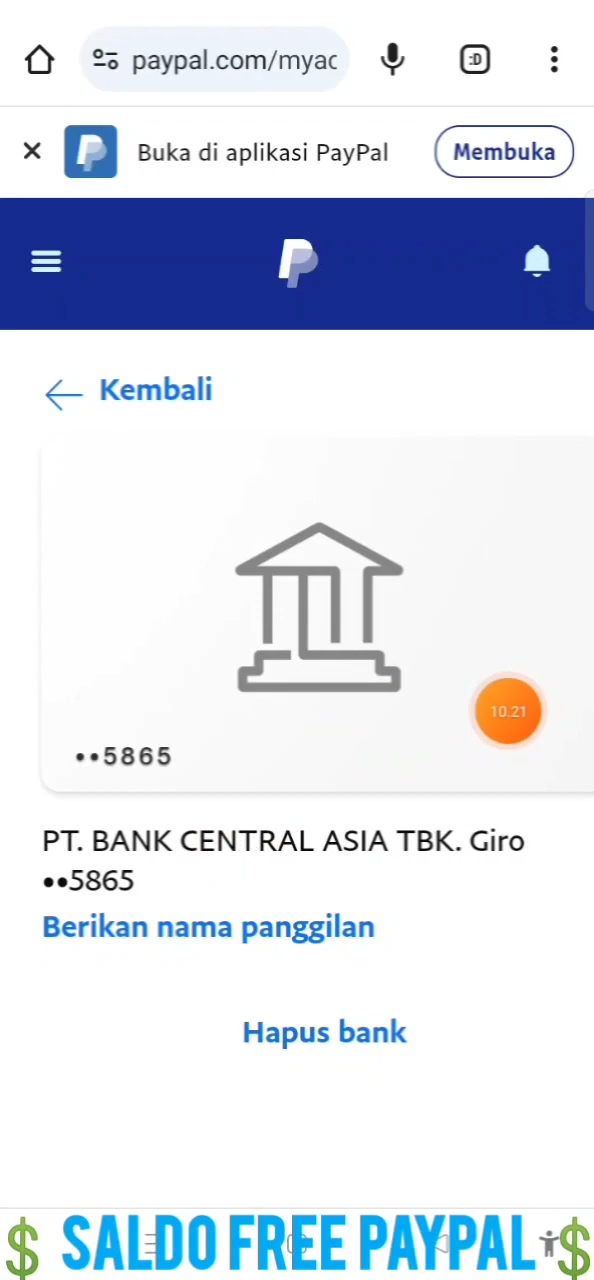 paypal.com/myac
:D
Buka di aplikasi PayPal
Membuka
Kembali
10.21
••5865
PT. BANK CENTRAL ASIA TBK. Giro
••5865
Berikan nama panggilan
Hapus bank
$ SALDO FREE PAYPAL $